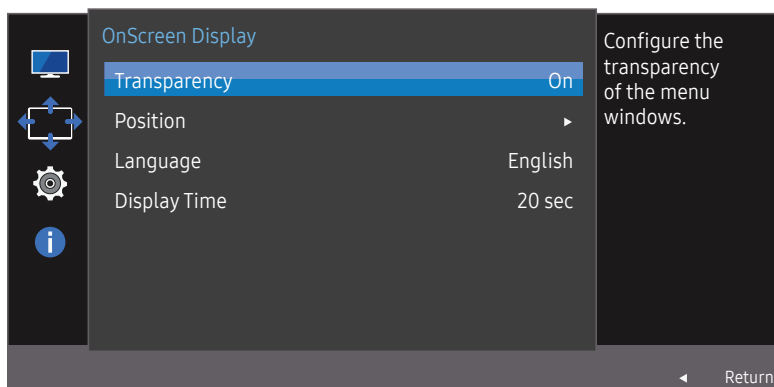 OnScreen Display
Transparency On
Position ►
Language English
Display Time 20 sec
Configure the
transparency
of the menu
windows.
◄ Return